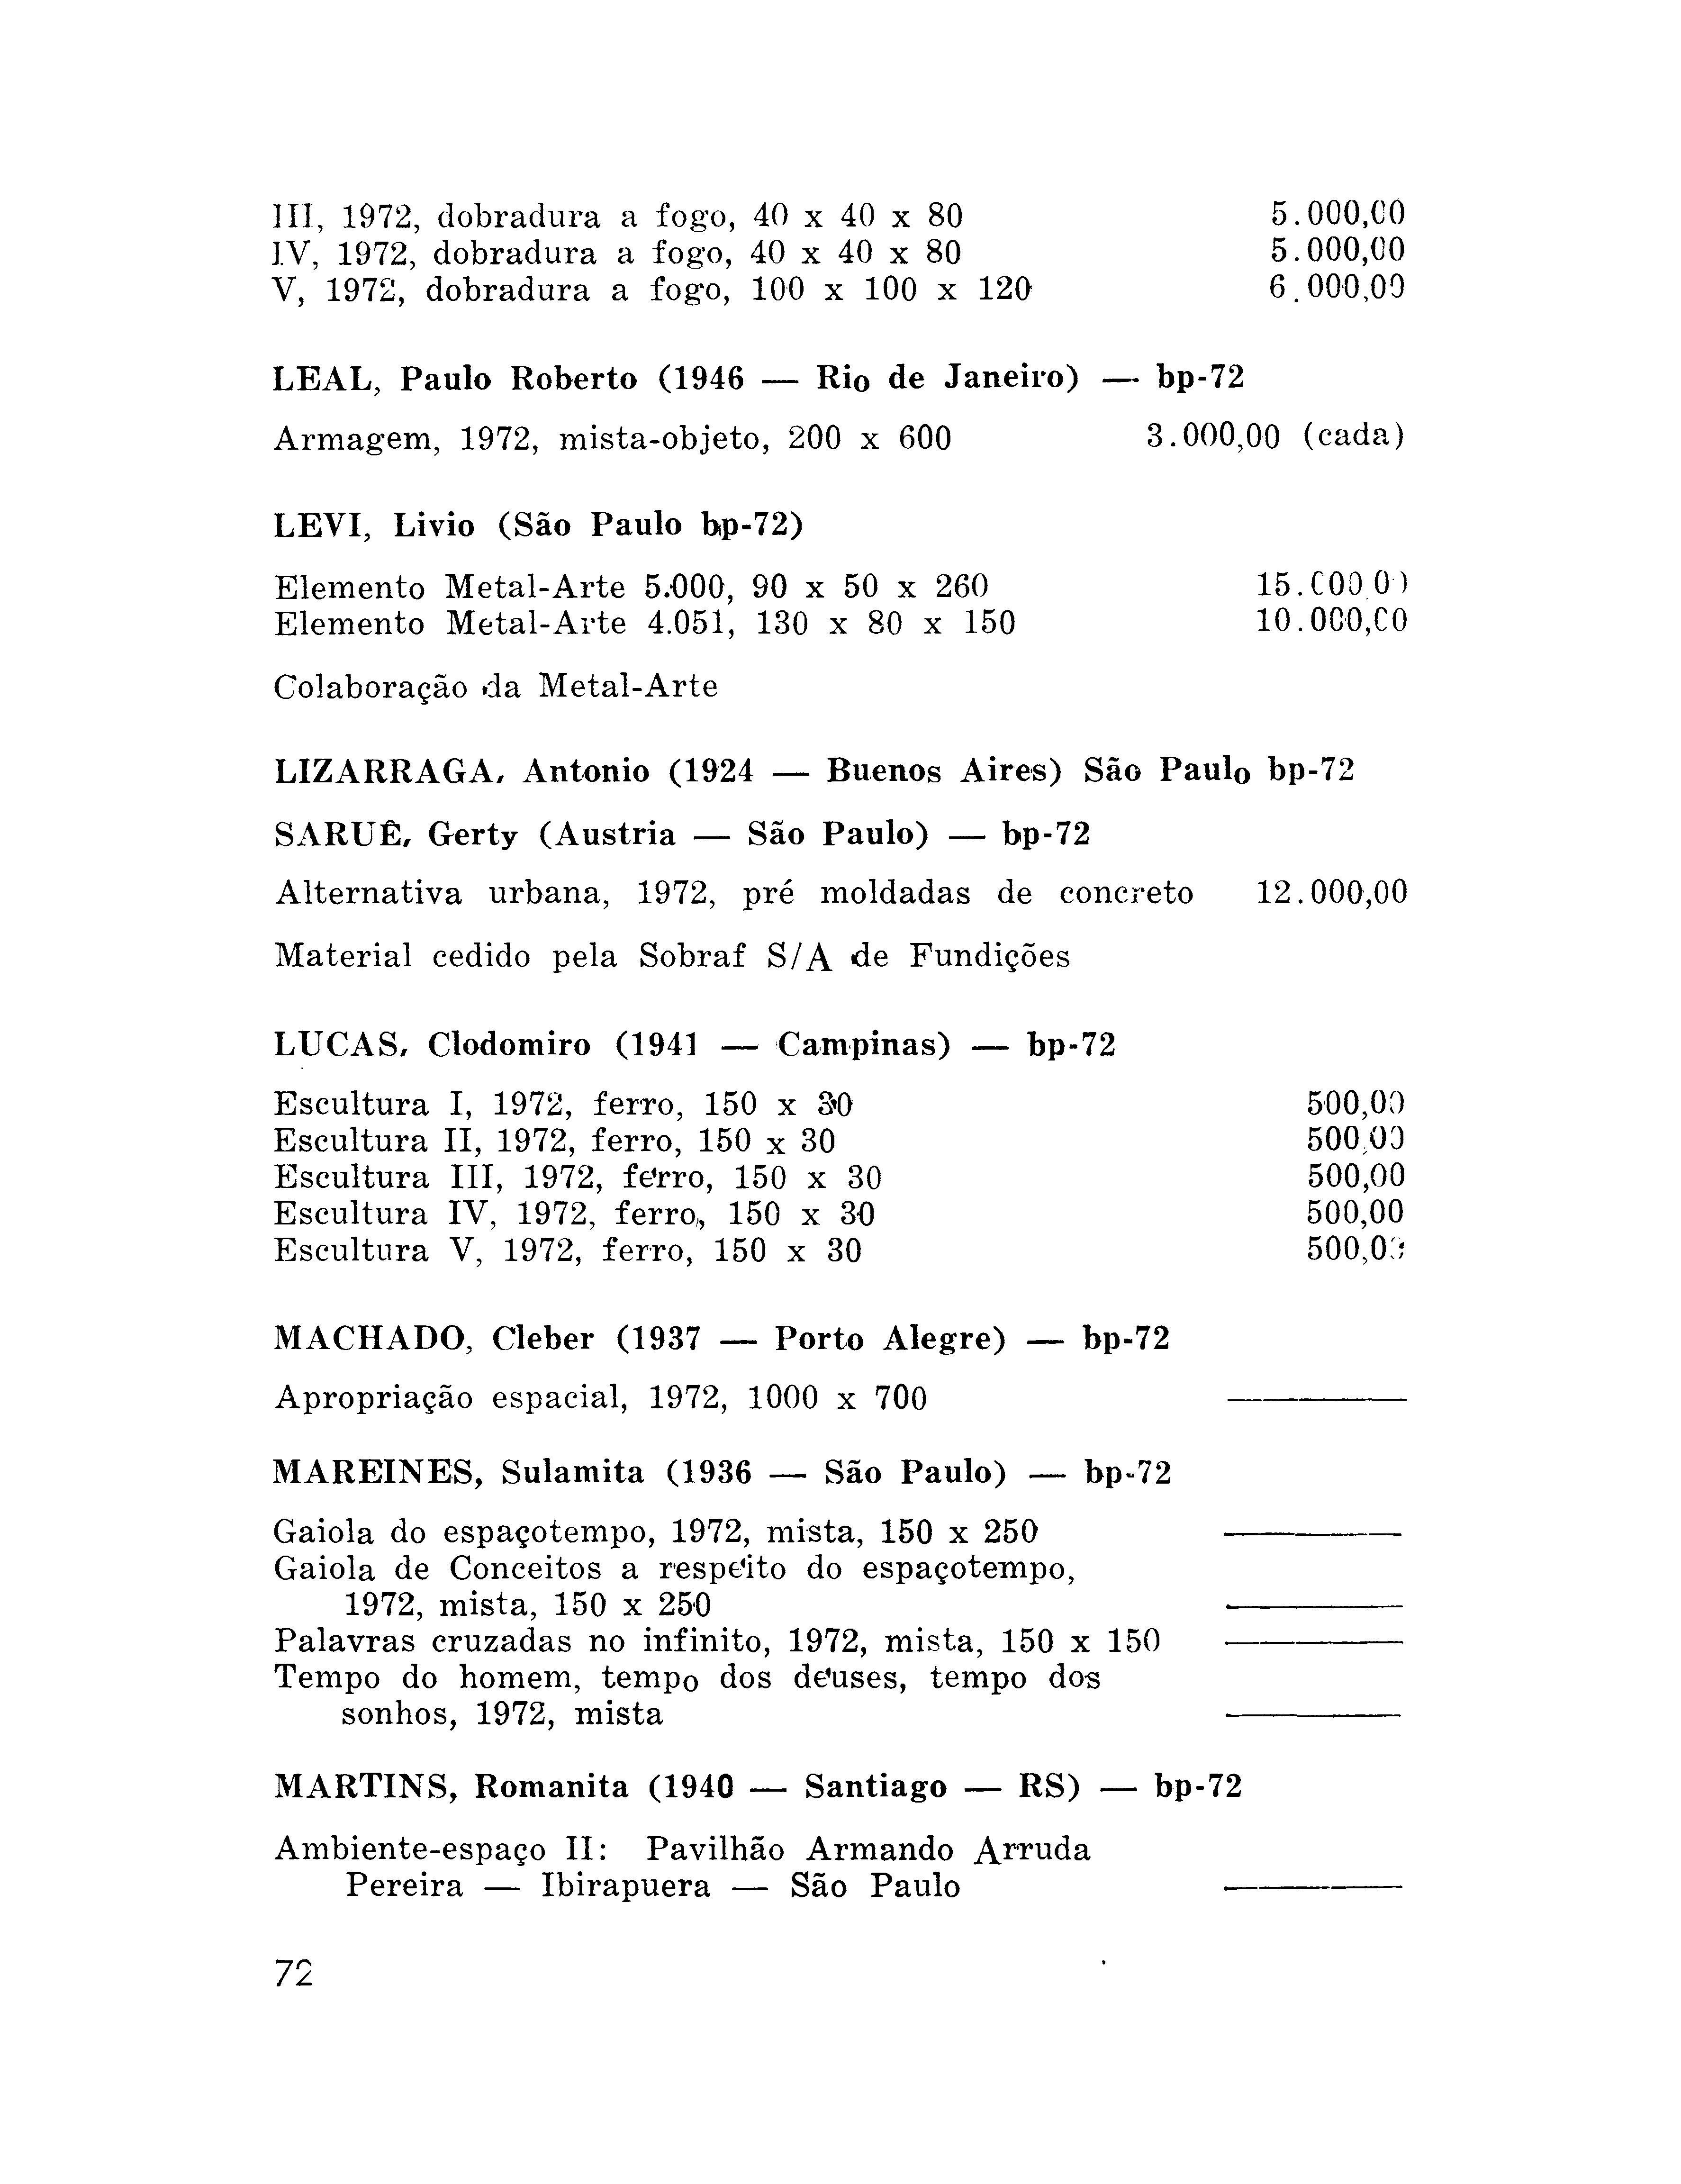 III, 1972, dobradura a fogo, 40 x 40 x 80 5.000,00
IV, 1972, dobradura a fogo, 40 x 40 x 80 5.000,00
V, 1972, dobradura a fogo, 100 x 100 x 120 6.000,00
LEAL, Paulo Roberto (1946 — Rio de Janeiro) — bp-72
Armagem, 1972, mista-objeto, 200 x 600 3.000,00 (cada)
LEVI, Livio (São Paulo bp-72)
Elemento Metal-Arte 5.000, 90 x 50 x 260 15.000,00
Elemento Metal-Arte 4.051, 130 x 80 x 150 10.000,00
Colaboração da Metal-Arte
LIZARRAGA, Antonio (1924 — Buenos Aires) São Paulo bp-72
SARUÊ, Gerty (Austria — São Paulo) — bp-72
Alternativa urbana, 1972, pré moldadas de concreto 12.000,00
Material cedido pela Sobraf S/A de Fundições
LUCAS, Clodomiro (1941 — Campinas) — bp-72
Escultura I, 1972, ferro, 150 x 30 500,00
Escultura II, 1972, ferro, 150 x 30 500,00
Escultura III, 1972, ferro, 150 x 30 500,00
Escultura IV, 1972, ferro, 150 x 30 500,00
Escultura V, 1972, ferro, 150 x 30 500,00
MACHADO, Cleber (1937 — Porto Alegre) — bp-72
Apropriação espacial, 1972, 1000 x 700 —————
MAREINES, Sulamita (1936 — São Paulo) — bp-72
Gaiola do espaçotempo, 1972, mista, 150 x 250 —————
Gaiola de Conceitos a respeito do espaçotempo,
1972, mista, 150 x 250 —————
Palavras cruzadas no infinito, 1972, mista, 150 x 150 —————
Tempo do homem, tempo dos deuses, tempo dos
sonhos, 1972, mista —————
MARTINS, Romanita (1940 — Santiago — RS) — bp-72
Ambiente-espaço II: Pavilhão Armando Arruda
Pereira — Ibirapuera — São Paulo —————
72